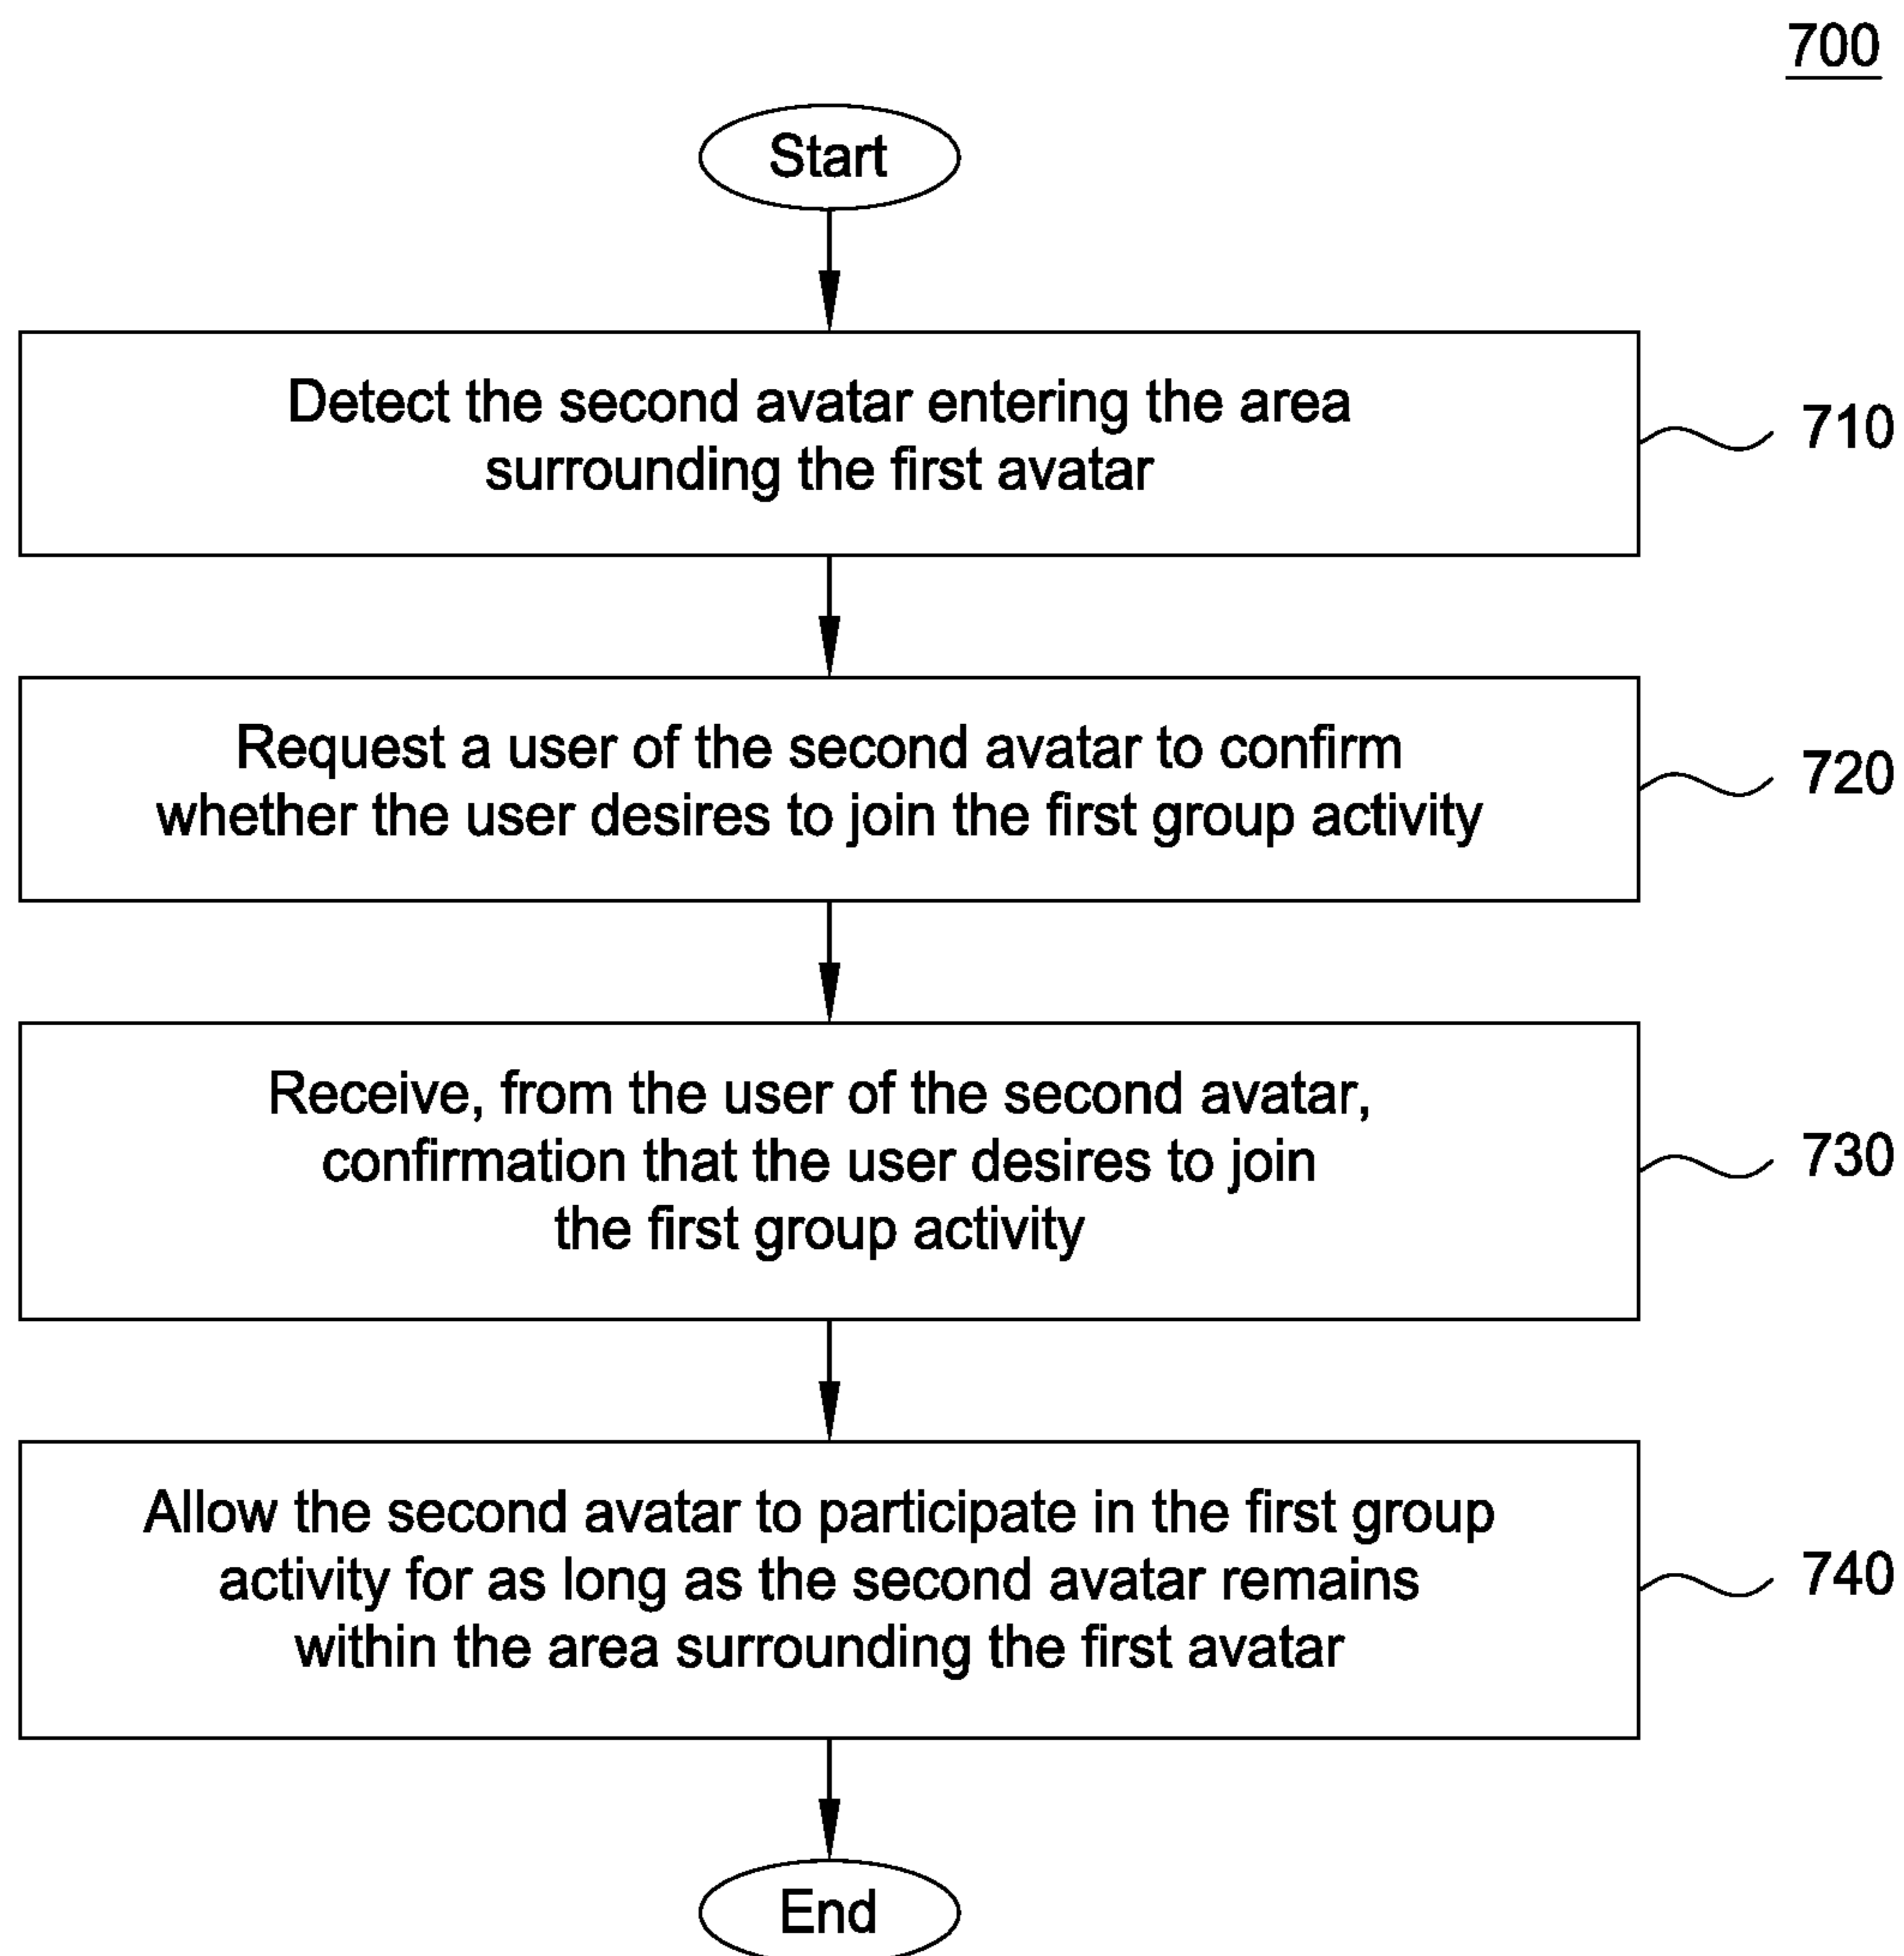 700
Start
Detect the second avatar entering the area
surrounding the first avatar
710
Request a user of the second avatar to confirm
whether the user desires to join the first group activity
720
Receive, from the user of the second avatar,
confirmation that the user desires to join
the first group activity
730
Allow the second avatar to participate in the first group
activity for as long as the second avatar remains
within the area surrounding the first avatar
740
End